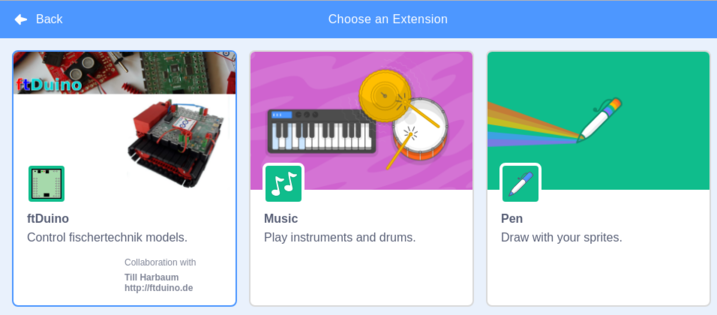 Back
Choose an Extension
ftDuino
ftDuino
Control fischertechnik models.
Collaboration with
Till Harbaum
http://ftduino.de
Music
Play instruments and drums.
Pen
Draw with your sprites.